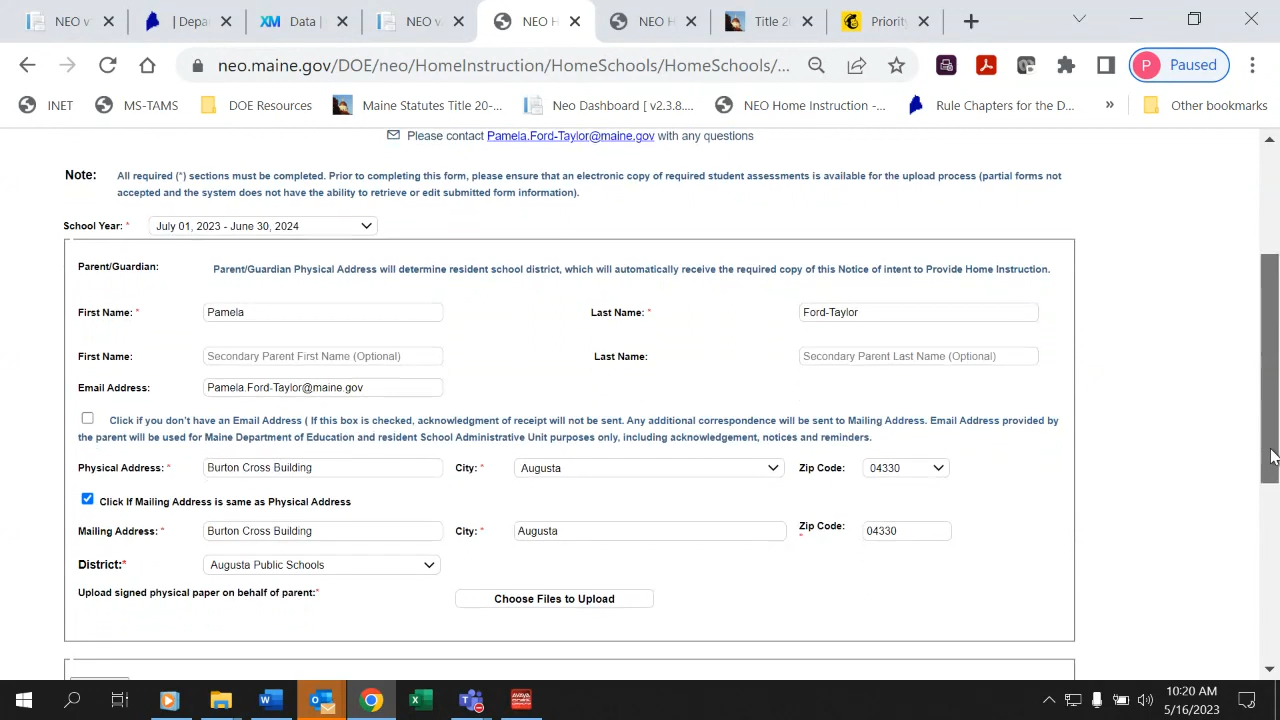 NEO v
| Depa
Data |
NEO v
NEO H
NEO H
Title 20
Priorit
neo.maine.gov/DOE/neo/HomeInstruction/HomeSchools/HomeSchools/...
P Paused
INET
MS-TAMS
DOE Resources
Maine Statutes Title 20-...
Neo Dashboard [ v2.3.8....
NEO Home Instruction -...
Rule Chapters for the D...
»
Other bookmarks
Please contact Pamela.Ford-Taylor@maine.gov with any questions
Note: All required (*) sections must be completed. Prior to completing this form, please ensure that an electronic copy of required student assessments is available for the upload process (partial forms not
accepted and the system does not have the ability to retrieve or edit submitted form information).
School Year: * July 01, 2023 - June 30, 2024
Parent/Guardian: Parent/Guardian Physical Address will determine resident school district, which will automatically receive the required copy of this Notice of intent to Provide Home Instruction.
First Name: * Pamela Last Name: * Ford-Taylor
First Name: Secondary Parent First Name (Optional) Last Name: Secondary Parent Last Name (Optional)
Email Address: Pamela.Ford-Taylor@maine.gov
Click if you don't have an Email Address ( If this box is checked, acknowledgment of receipt will not be sent. Any additional correspondence will be sent to Mailing Address. Email Address provided by
the parent will be used for Maine Department of Education and resident School Administrative Unit purposes only, including acknowledgement, notices and reminders.
Physical Address: * Burton Cross Building City: * Augusta Zip Code: 04330
Click If Mailing Address is same as Physical Address
Mailing Address: * Burton Cross Building City: * Augusta Zip Code: * 04330
District:* Augusta Public Schools
Upload signed physical paper on behalf of parent:* Choose Files to Upload
10:20 AM
5/16/2023